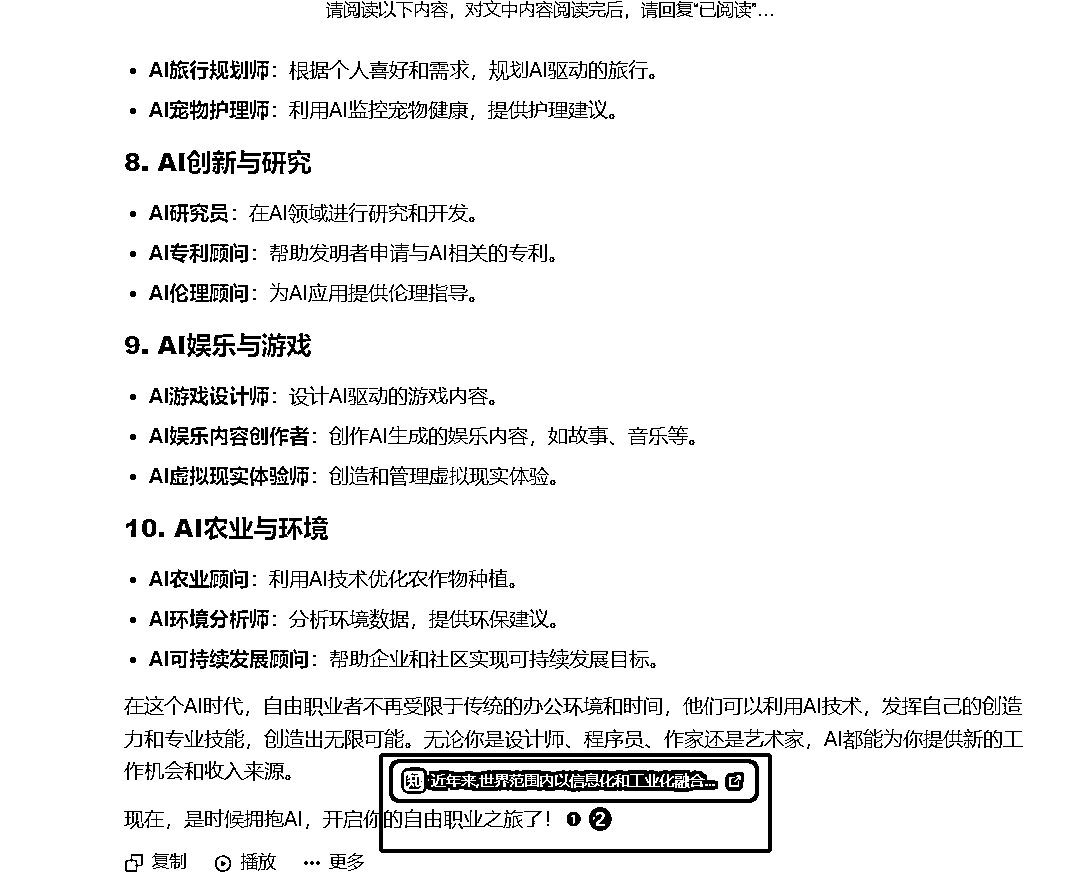 请阅读以下内容，对文中内容阅读完后，请回复“已阅读”...
• AI旅行规划师：根据个人喜好和需求，规划AI驱动的旅行。
• AI宠物护理师：利用AI监控宠物健康，提供护理建议。
8. AI创新与研究
• AI研究员：在AI领域进行研究和开发。
• AI专利顾问：帮助发明者申请与AI相关的专利。
• AI伦理顾问：为AI应用提供伦理指导。
9. AI娱乐与游戏
• AI游戏设计师：设计AI驱动的游戏内容。
• AI娱乐内容创作者：创作AI生成的娱乐内容，如故事、音乐等。
• AI虚拟现实体验师：创造和管理虚拟现实体验。
10. AI农业与环境
• AI农业顾问：利用AI技术优化农作物种植。
• AI环境分析师：分析环境数据，提供环保建议。
• AI可持续发展顾问：帮助企业和社区实现可持续发展目标。
在这个AI时代，自由职业者不再受限于传统的办公环境和时间，他们可以利用AI技术，发挥自己的创造
力和专业技能，创造出无限可能。无论你是设计师、程序员、作家还是艺术家，AI都能为你提供新的工
作机会和收入来源。
知 近年来,世界范围内以信息化和工业化融合...
现在，是时候拥抱AI，开启你的自由职业之旅了！ 1 2
复制 播放 ··· 更多